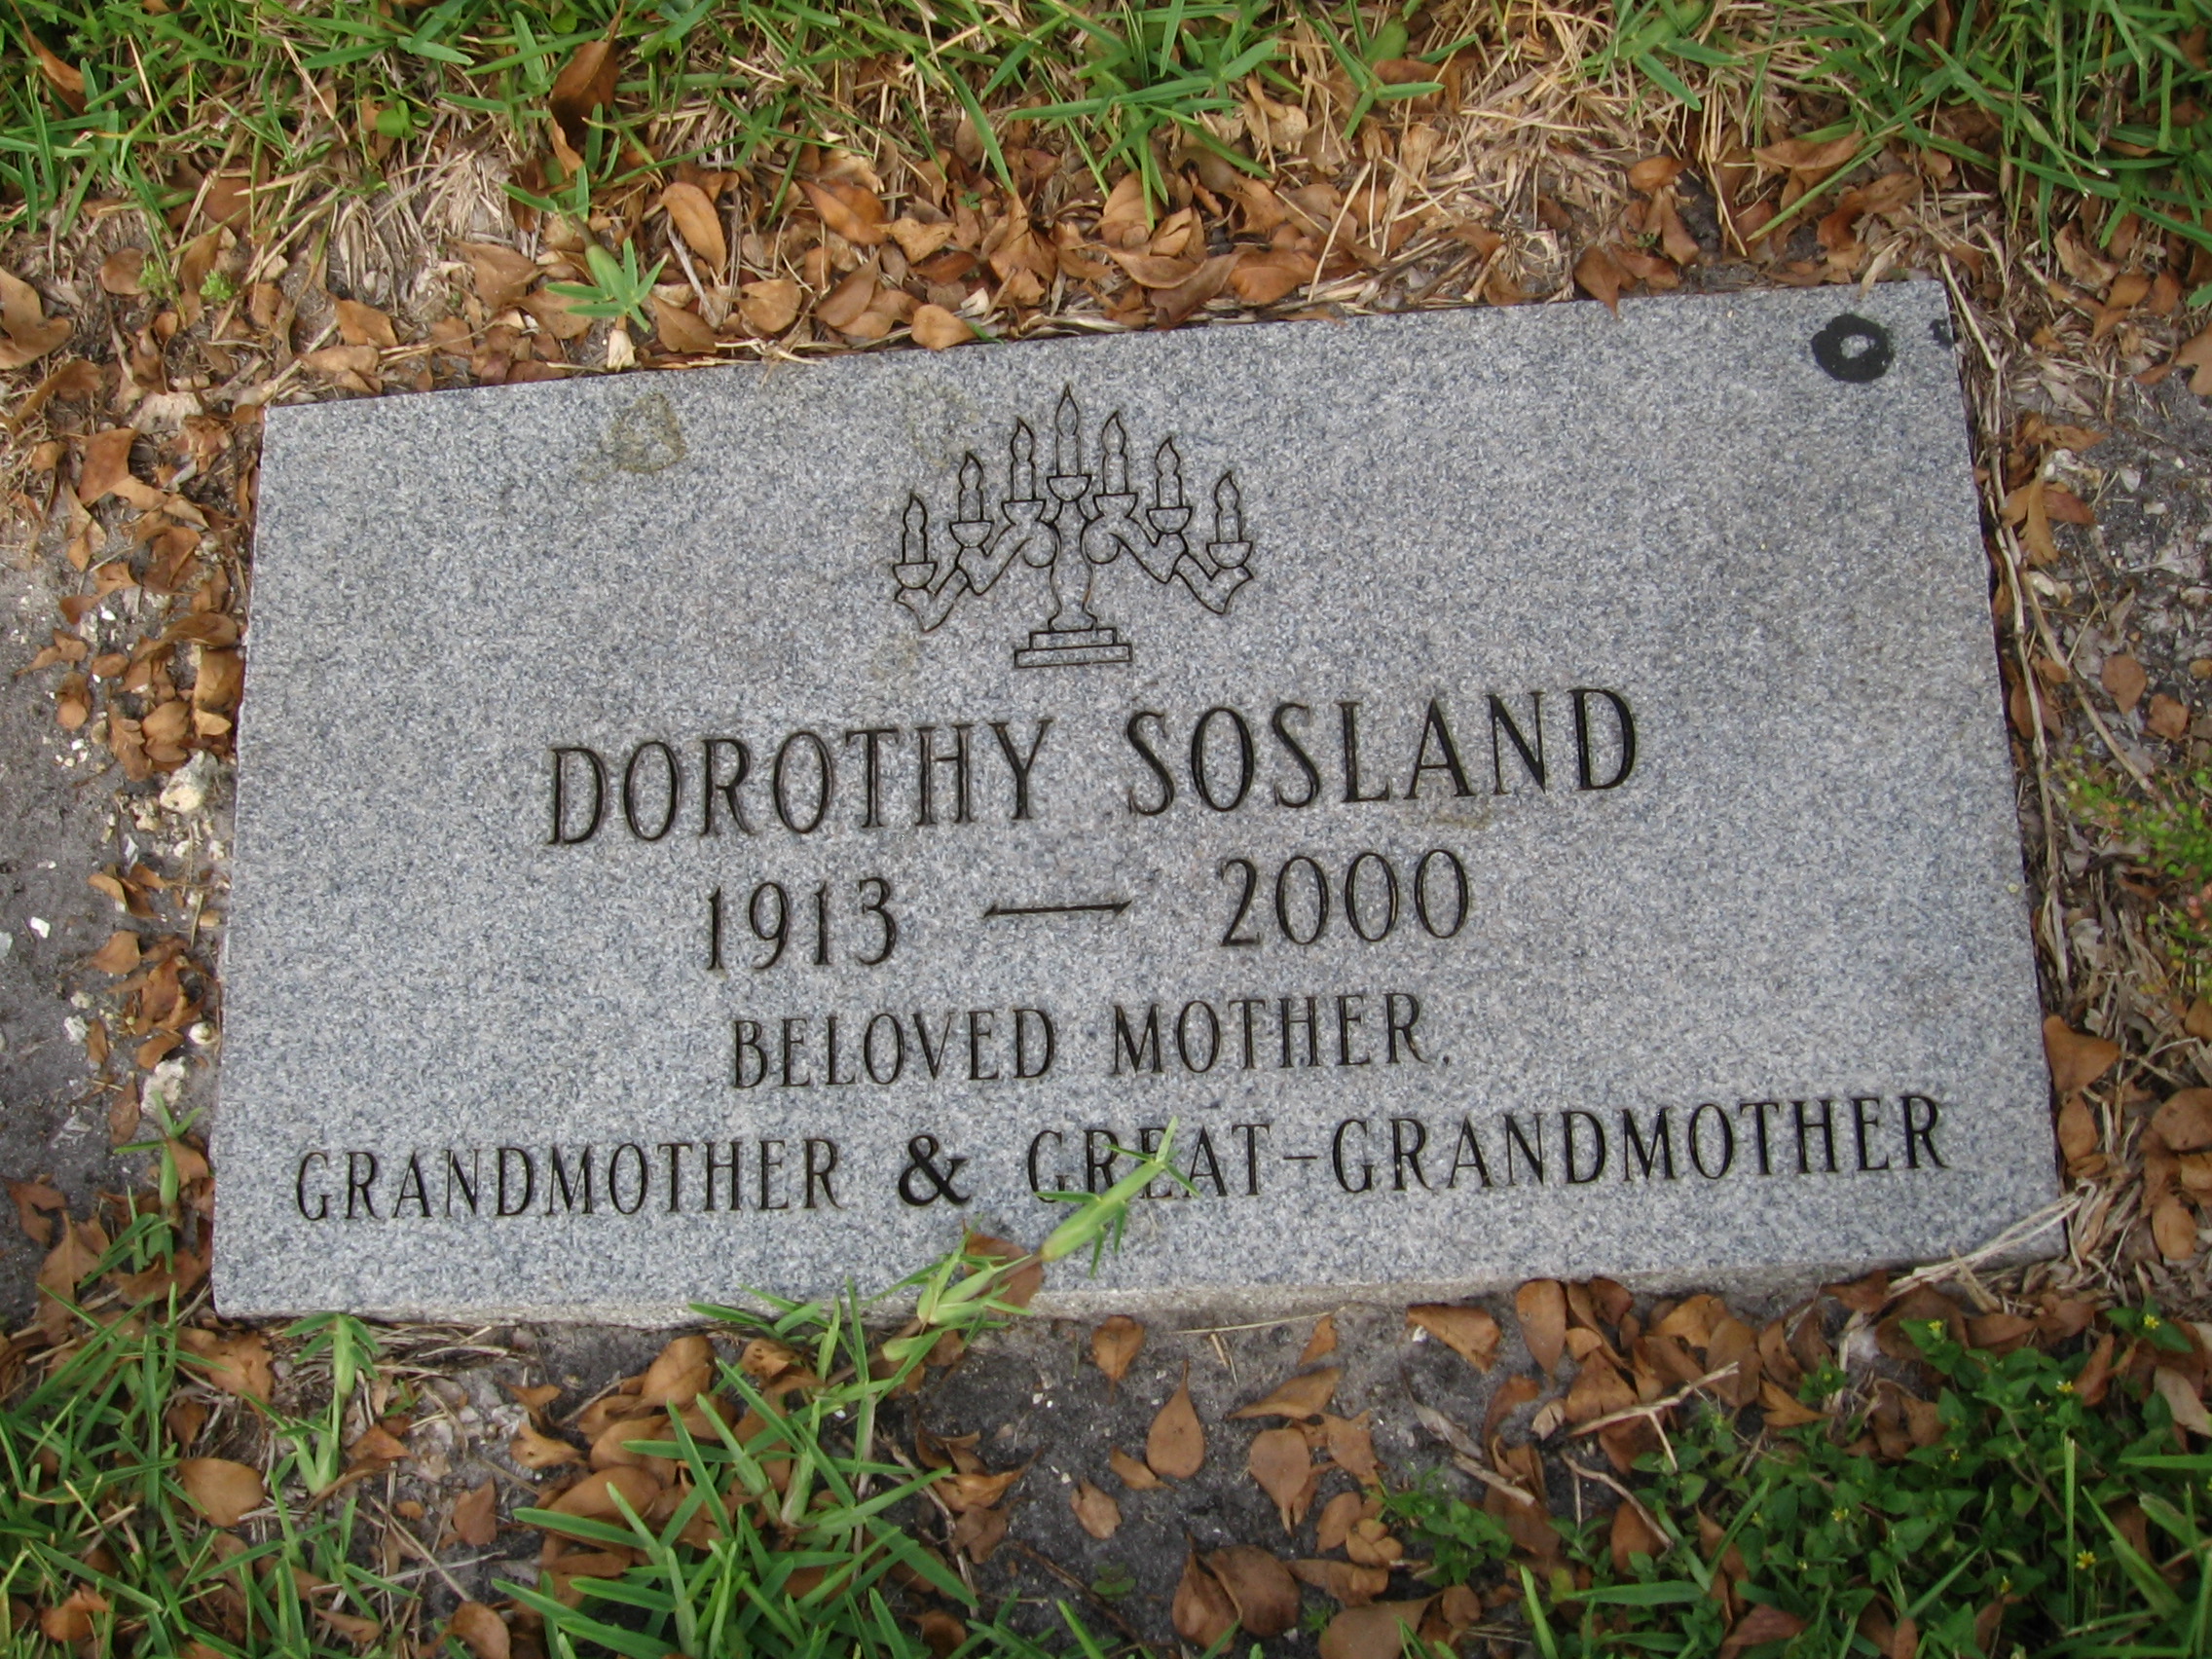 DOROTHY SOSLAND
1913 — 2000
BELOVED MOTHER,
GRANDMOTHER & GREAT-GRANDMOTHER